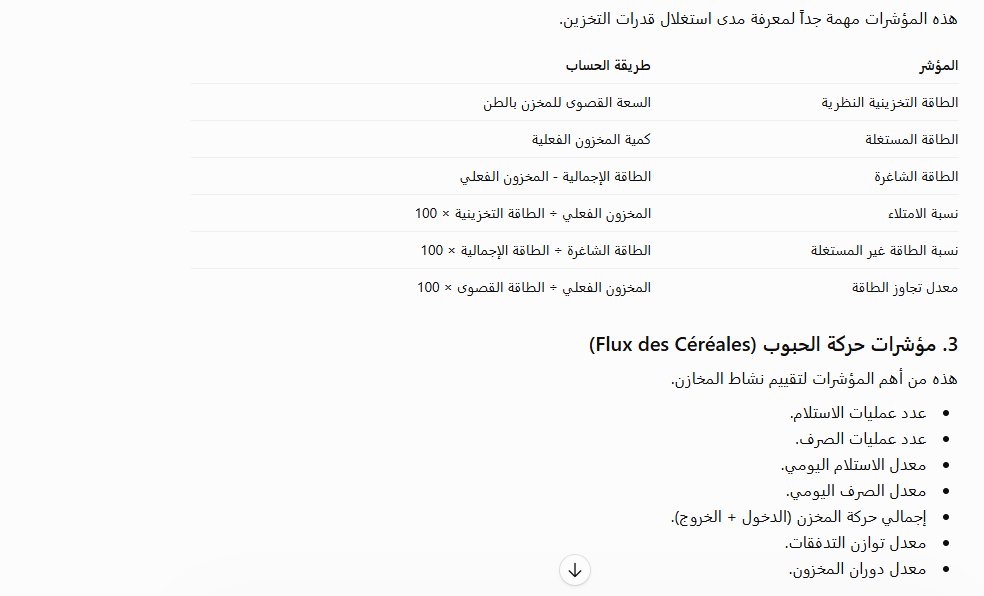 هذه المؤشرات مهمة جداً لمعرفة مدى استغلال قدرات التخزين.
المؤشر طريقة الحساب
الطاقة التخزينية النظرية السعة القصوى للمخزن بالطن
الطاقة المستغلة كمية المخزون الفعلية
الطاقة الشاغرة الطاقة الإجمالية - المخزون الفعلي
نسبة الامتلاء المخزون الفعلي ÷ الطاقة التخزينية × 100
نسبة الطاقة غير المستغلة الطاقة الشاغرة ÷ الطاقة الإجمالية × 100
معدل تجاوز الطاقة المخزون الفعلي ÷ الطاقة القصوى × 100
3. مؤشرات حركة الحبوب (Flux des Céréales)
هذه من أهم المؤشرات لتقييم نشاط المخازن.
• عدد عمليات الاستلام.
• عدد عمليات الصرف.
• معدل الاستلام اليومي.
• معدل الصرف اليومي.
• إجمالي حركة المخزن (الدخول + الخروج).
• معدل توازن التدفقات.
• معدل دوران المخزون.